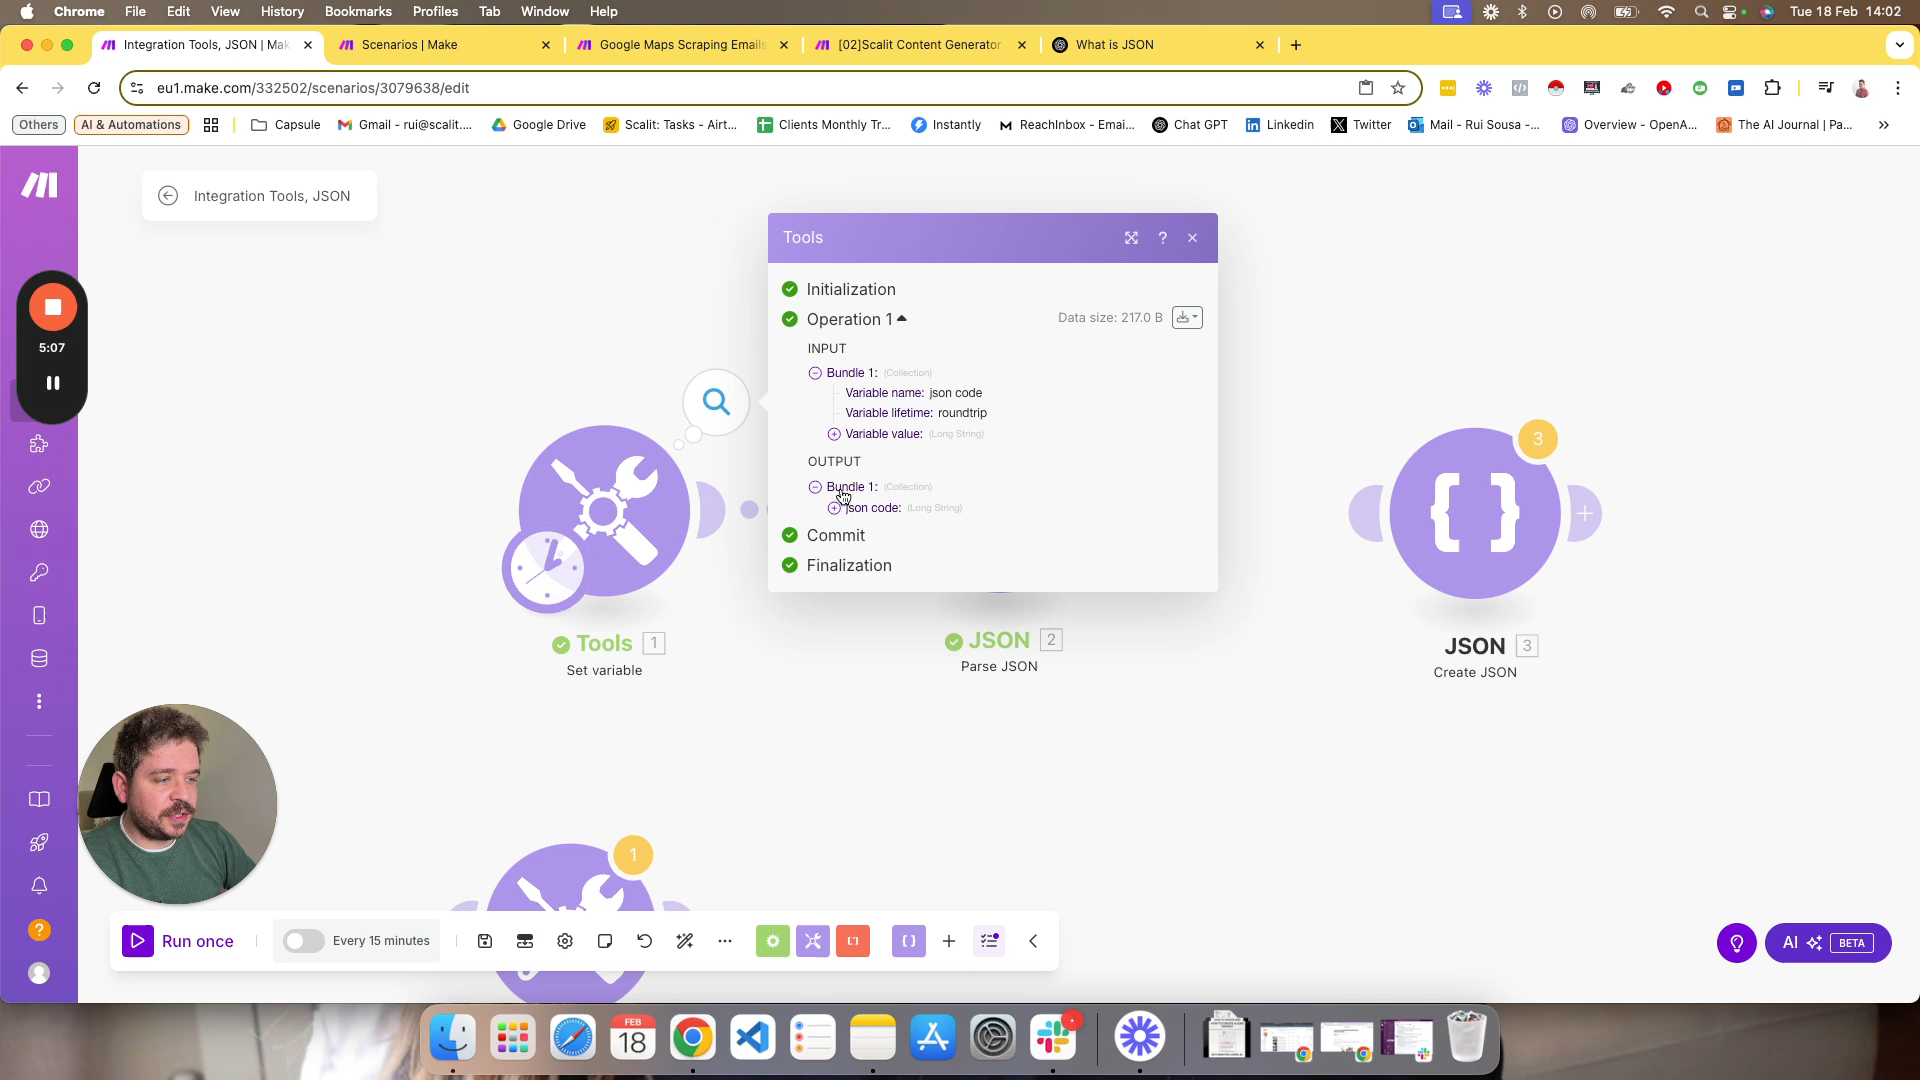 Chrome File Edit View History Bookmarks Profiles Tab Window Help Tue 18 Feb 14:02
Integration Tools, JSON | Mak Scenarios | Make Google Maps Scraping Emails [02]Scalit Content Generator What is JSON
eu1.make.com/332502/scenarios/3079638/edit
Others AI & Automations Capsule Gmail - rui@scalit.... Google Drive Scalit: Tasks - Airt... Clients Monthly Tr... Instantly ReachInbox - Emai... Chat GPT Linkedin Twitter Mail - Rui Sousa -... Overview - OpenA... The AI Journal | Pa...
Integration Tools, JSON
5:07
Tools
?
Initialization
Operation 1
Data size: 217.0 B
INPUT
Bundle 1: (Collection)
Variable name: json code
Variable lifetime: roundtrip
Variable value: (Long String)
OUTPUT
Bundle 1: (Collection)
json code: (Long String)
Commit
Finalization
3
Tools 1
Set variable
JSON 2
Parse JSON
JSON 3
Create JSON
1
Run once
Every 15 minutes
AI BETA
?
FEB
18